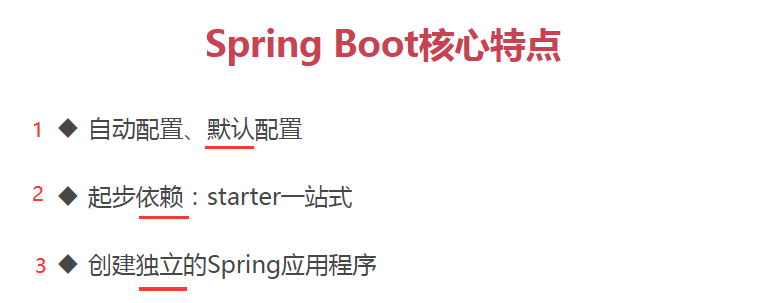 Spring Boot核心特点
1 ◆ 自动配置、默认配置
2 ◆ 起步依赖：starter一站式
3 ◆ 创建独立的Spring应用程序